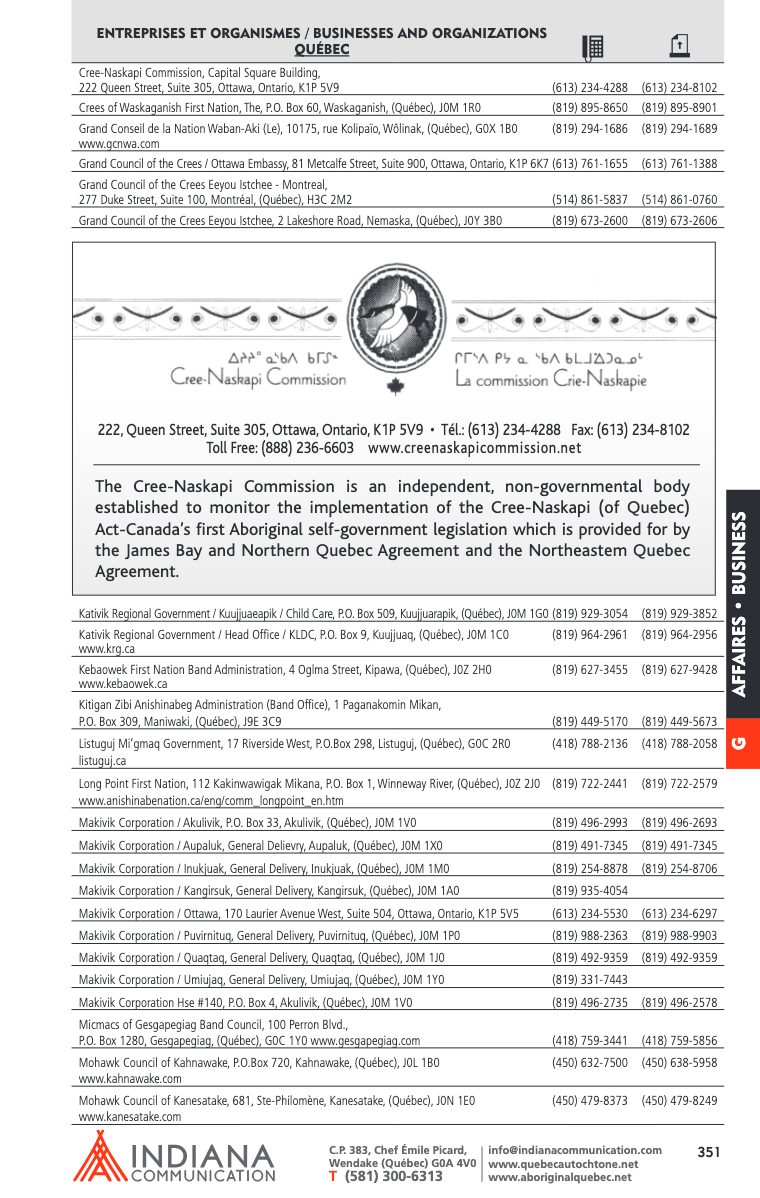 ENTREPRISES ET ORGANISMES / BUSINESSES AND ORGANIZATIONS
QUÉBEC
Cree-Naskapi Commission, Capital Square Building,
222 Queen Street, Suite 305, Ottawa, Ontario, K1P 5V9 (613) 234-4288 (613) 234-8102
Crees of Waskaganish First Nation, The, P.O. Box 60, Waskaganish, (Québec), J0M 1R0 (819) 895-8650 (819) 895-8901
Grand Conseil de la Nation Waban-Aki (Le), 10175, rue Kolipaïo, Wôlinak, (Québec), G0X 1B0 (819) 294-1686 (819) 294-1689
www.gcnwa.com
Grand Council of the Crees / Ottawa Embassy, 81 Metcalfe Street, Suite 900, Ottawa, Ontario, K1P 6K7 (613) 761-1655 (613) 761-1388
Grand Council of the Crees Eeyou Istchee - Montreal,
277 Duke Street, Suite 100, Montréal, (Québec), H3C 2M2 (514) 861-5837 (514) 861-0760
Grand Council of the Crees Eeyou Istchee, 2 Lakeshore Road, Nemaska, (Québec), J0Y 3B0 (819) 673-2600 (819) 673-2606
Cree-Naskapi Commission
La commission Crie-Naskapie
222, Queen Street, Suite 305, Ottawa, Ontario, K1P 5V9 • Tél.: (613) 234-4288 Fax: (613) 234-8102
Toll Free: (888) 236-6603 www.creenaskapicommission.net
The Cree-Naskapi Commission is an independent, non-governmental body
established to monitor the implementation of the Cree-Naskapi (of Quebec)
Act-Canada's first Aboriginal self-government legislation which is provided for by
the James Bay and Northern Quebec Agreement and the Northeastem Quebec
Agreement.
Kativik Regional Government / Kuujjuaeapik / Child Care, P.O. Box 509, Kuujjuarapik, (Québec), J0M 1G0 (819) 929-3054 (819) 929-3852
Kativik Regional Government / Head Office / KLDC, P.O. Box 9, Kuujjuaq, (Québec), J0M 1C0 (819) 964-2961 (819) 964-2956
www.krg.ca
Kebaowek First Nation Band Administration, 4 Oglma Street, Kipawa, (Québec), J0Z 2H0 (819) 627-3455 (819) 627-9428
www.kebaowek.ca
Kitigan Zibi Anishinabeg Administration (Band Office), 1 Paganakomin Mikan,
P.O. Box 309, Maniwaki, (Québec), J9E 3C9 (819) 449-5170 (819) 449-5673
Listuguj Mi'gmaq Government, 17 Riverside West, P.O.Box 298, Listuguj, (Québec), G0C 2R0 (418) 788-2136 (418) 788-2058
listuguj.ca
Long Point First Nation, 112 Kakinwawigak Mikana, P.O. Box 1, Winneway River, (Québec), J0Z 2J0 (819) 722-2441 (819) 722-2579
www.anishinabenation.ca/eng/comm_longpoint_en.htm
Makivik Corporation / Akulivik, P.O. Box 33, Akulivik, (Québec), J0M 1V0 (819) 496-2993 (819) 496-2693
Makivik Corporation / Aupaluk, General Delievry, Aupaluk, (Québec), J0M 1X0 (819) 491-7345 (819) 491-7345
Makivik Corporation / Inukjuak, General Delivery, Inukjuak, (Québec), J0M 1M0 (819) 254-8878 (819) 254-8706
Makivik Corporation / Kangirsuk, General Delivery, Kangirsuk, (Québec), J0M 1A0 (819) 935-4054
Makivik Corporation / Ottawa, 170 Laurier Avenue West, Suite 504, Ottawa, Ontario, K1P 5V5 (613) 234-5530 (613) 234-6297
Makivik Corporation / Puvirnituq, General Delivery, Puvirnituq, (Québec), J0M 1P0 (819) 988-2363 (819) 988-9903
Makivik Corporation / Quaqtaq, General Delivery, Quaqtaq, (Québec), J0M 1J0 (819) 492-9359 (819) 492-9359
Makivik Corporation / Umiujaq, General Delivery, Umiujaq, (Québec), J0M 1Y0 (819) 331-7443
Makivik Corporation Hse #140, P.O. Box 4, Akulivik, (Québec), J0M 1V0 (819) 496-2735 (819) 496-2578
Micmacs of Gesgapegiag Band Council, 100 Perron Blvd.,
P.O. Box 1280, Gesgapegiag, (Québec), G0C 1Y0 www.gesgapegiag.com (418) 759-3441 (418) 759-5856
Mohawk Council of Kahnawake, P.O.Box 720, Kahnawake, (Québec), J0L 1B0 (450) 632-7500 (450) 638-5958
www.kahnawake.com
Mohawk Council of Kanesatake, 681, Ste-Philomène, Kanesatake, (Québec), J0N 1E0 (450) 479-8373 (450) 479-8249
www.kanesatake.com
AFFAIRES • BUSINESS
G
INDIANA
COMMUNICATION
C.P. 383, Chef Émile Picard,
Wendake (Québec) G0A 4V0
T (581) 300-6313
info@indianacommunication.com
www.quebecautochtone.net
www.aboriginalquebec.net
351